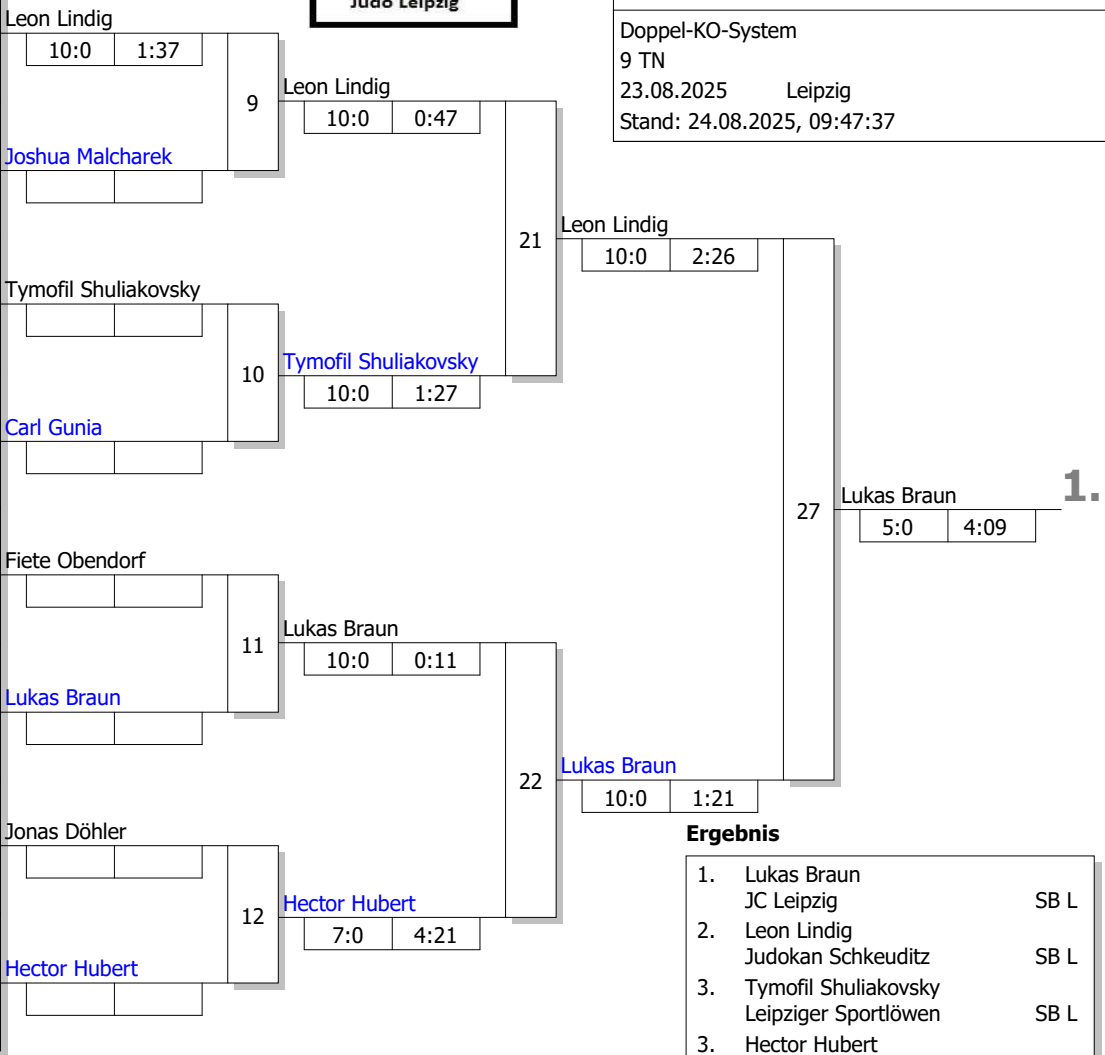 Judo Leipzig
Doppel-KO-System
9 TN
23.08.2025 Leipzig
Stand: 24.08.2025, 09:47:37
Leon Lindig
10:0 1:37
9
Joshua Malcharek
Leon Lindig
10:0 0:47
21
Tymofil Shuliakovsky
10
Carl Gunia
Tymofil Shuliakovsky
10:0 1:27
Leon Lindig
10:0 2:26
27
Lukas Braun
5:0 4:09
1.
Fiete Obendorf
11
Lukas Braun
Lukas Braun
10:0 0:11
22
Jonas Döhler
12
Hector Hubert
Hector Hubert
7:0 4:21
Lukas Braun
10:0 1:21
Ergebnis
1. Lukas Braun
JC Leipzig SB L
2. Leon Lindig
Judokan Schkeuditz SB L
3. Tymofil Shuliakovsky
Leipziger Sportlöwen SB L
3. Hector Hubert